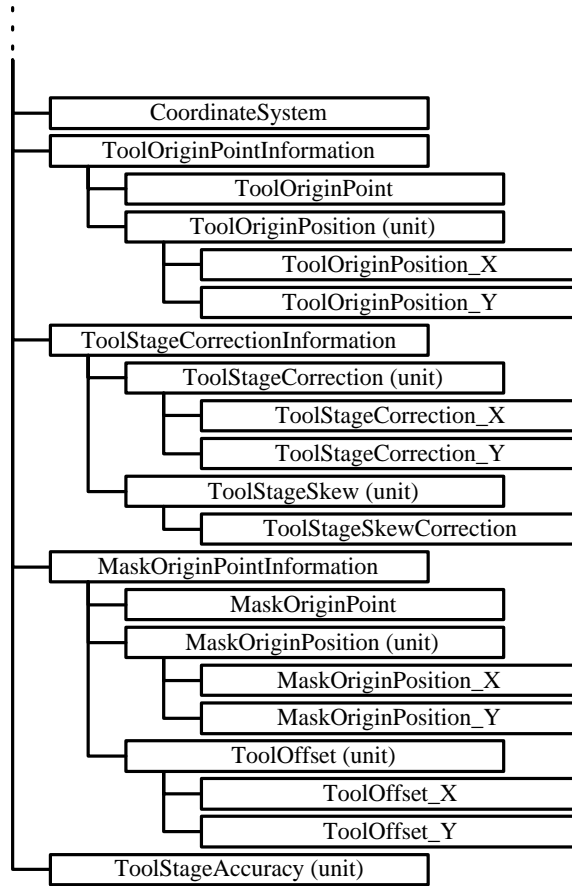 CoordinateSystem
ToolOriginPointInformation
ToolOriginPoint
ToolOriginPosition (unit)
ToolOriginPosition_X
ToolOriginPosition_Y
ToolStageCorrectionInformation
ToolStageCorrection (unit)
ToolStageCorrection_X
ToolStageCorrection_Y
ToolStageSkew (unit)
ToolStageSkewCorrection
MaskOriginPointInformation
MaskOriginPoint
MaskOriginPosition (unit)
MaskOriginPosition_X
MaskOriginPosition_Y
ToolOffset (unit)
ToolOffset_X
ToolOffset_Y
ToolStageAccuracy (unit)